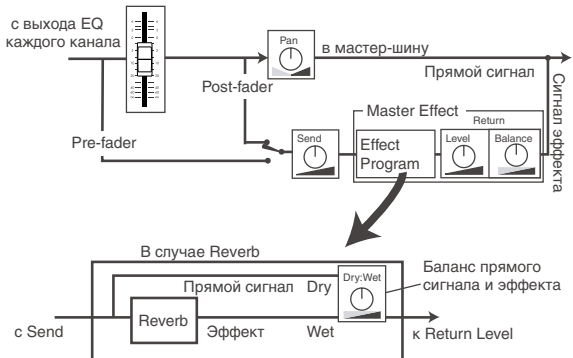 с выхода EQ
каждого канала
Pan
в мастер-шину
Прямой сигнал
Post-fader
Pre-fader
Master Effect
Return
Send
Effect
Program
Level
Balance
Сигнал эффекта
В случае Reverb
Прямой сигнал
Dry
Dry:Wet
Баланс прямого
сигнала и эффекта
с Send
Reverb
Эффект
Wet
к Return Level